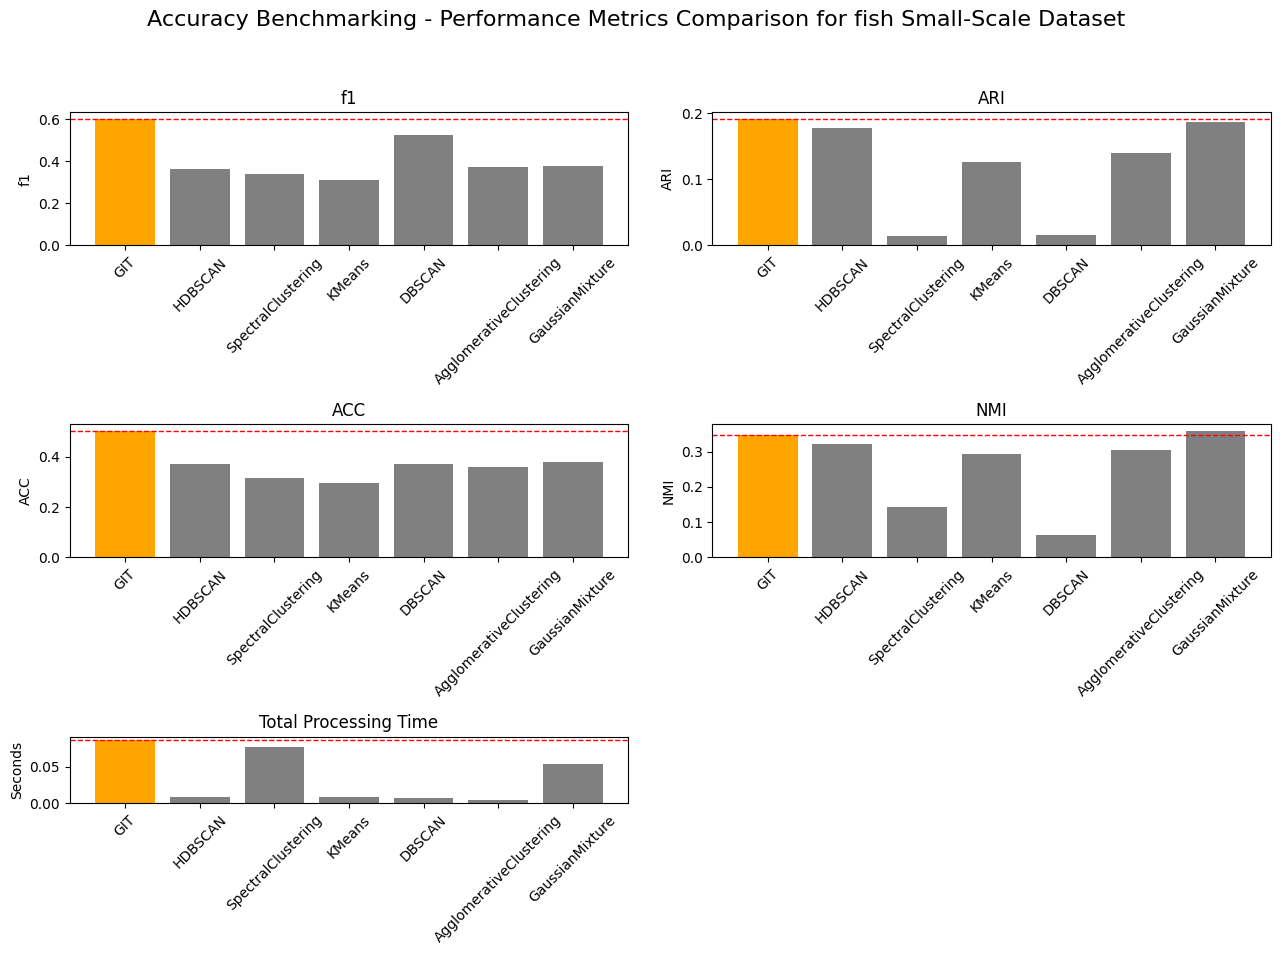 Accuracy Benchmarking - Performance Metrics Comparison for fish Small-Scale Dataset
f1
f1
0.6
0.4
0.2
0.0
GIT
HDBSCAN
SpectralClustering
KMeans
DBSCAN
AgglomerativeClustering
GaussianMixture
ARI
ARI
0.2
0.1
0.0
GIT
HDBSCAN
SpectralClustering
KMeans
DBSCAN
AgglomerativeClustering
GaussianMixture
ACC
ACC
0.4
0.2
0.0
GIT
HDBSCAN
SpectralClustering
KMeans
DBSCAN
AgglomerativeClustering
GaussianMixture
NMI
NMI
0.3
0.2
0.1
0.0
GIT
HDBSCAN
SpectralClustering
KMeans
DBSCAN
AgglomerativeClustering
GaussianMixture
Total Processing Time
Seconds
0.05
0.00
GIT
HDBSCAN
SpectralClustering
KMeans
DBSCAN
AgglomerativeClustering
GaussianMixture